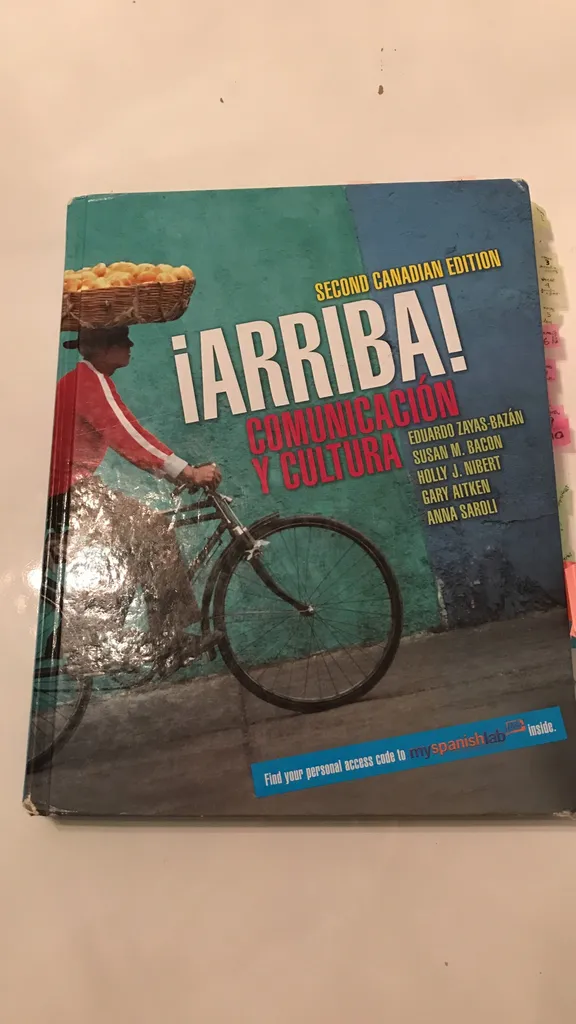 SECOND CANADIAN EDITION
¡ARRIBA!
COMUNICACIÓN
Y CULTURA
EDUARDO ZAYAS-BAZÁN
SUSAN M. BACON
HOLLY J. NIBERT
GARY AITKEN
ANNA SAROLI
Find your personal access code to myspanishlab inside.